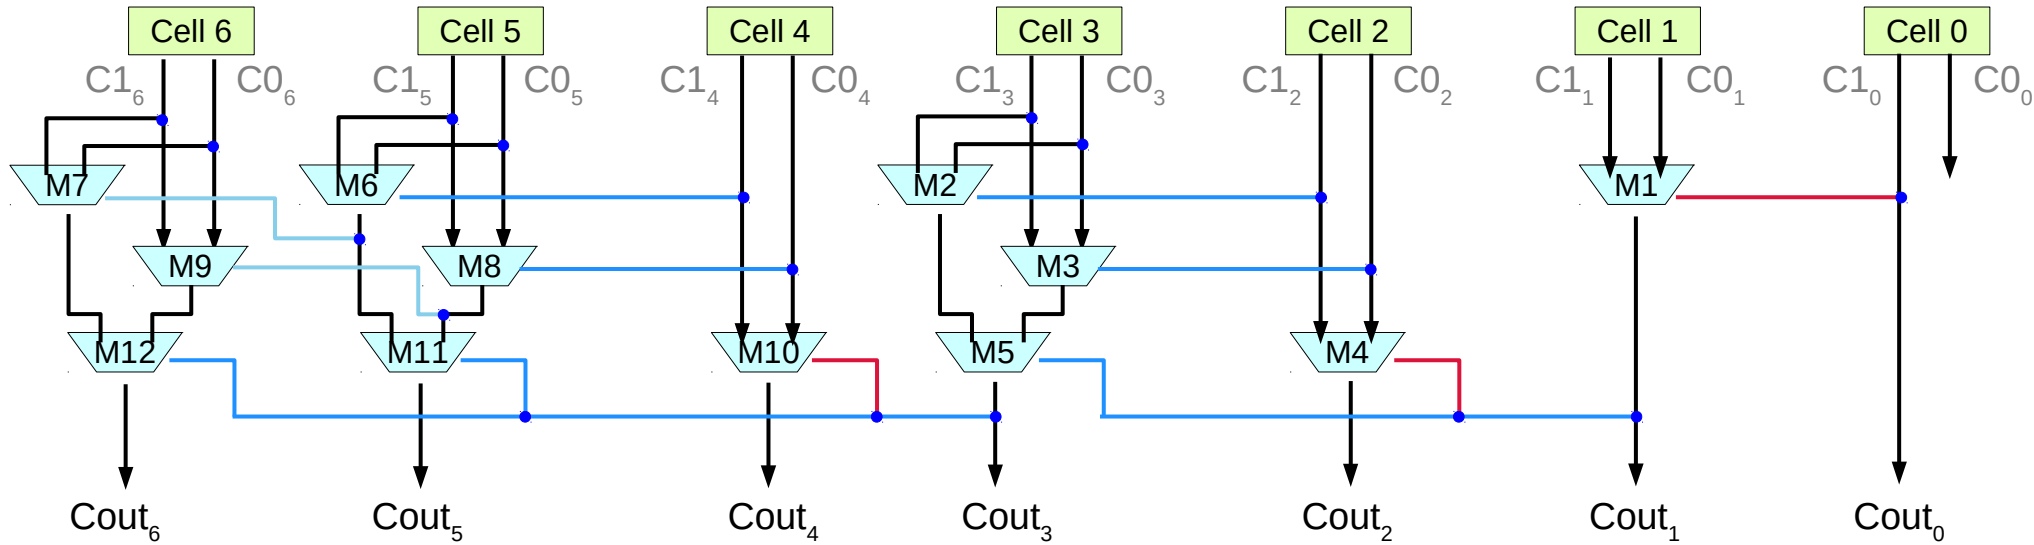 Cell 6 Cell 5 Cell 4 Cell 3 Cell 2 Cell 1 Cell 0
C1₆ C0₆ C1₅ C0₅ C1₄ C0₄ C1₃ C0₃ C1₂ C0₂ C1₁ C0₁ C1₀ C0₀
M7 M6 M2 M1
M9 M8 M3
M12 M11 M10 M5 M4
Cout₆ Cout₅ Cout₄ Cout₃ Cout₂ Cout₁ Cout₀